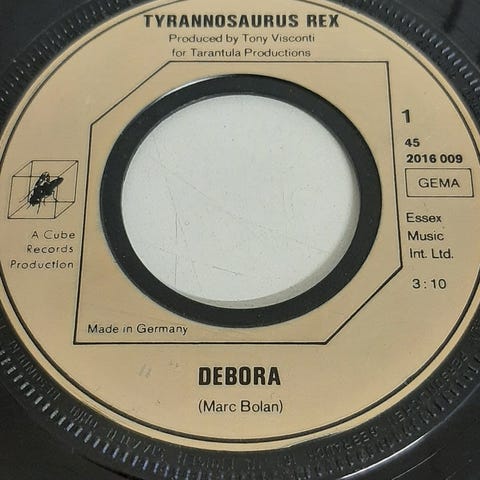 TYRANNOSAURUS REX
Produced by Tony Visconti
for Tarantula Productions
1
45
2016 009
GEMA
Essex
Music
Int. Ltd.
3:10
A Cube
Records
Production
Made in Germany
DEBORA
(Marc Bolan)